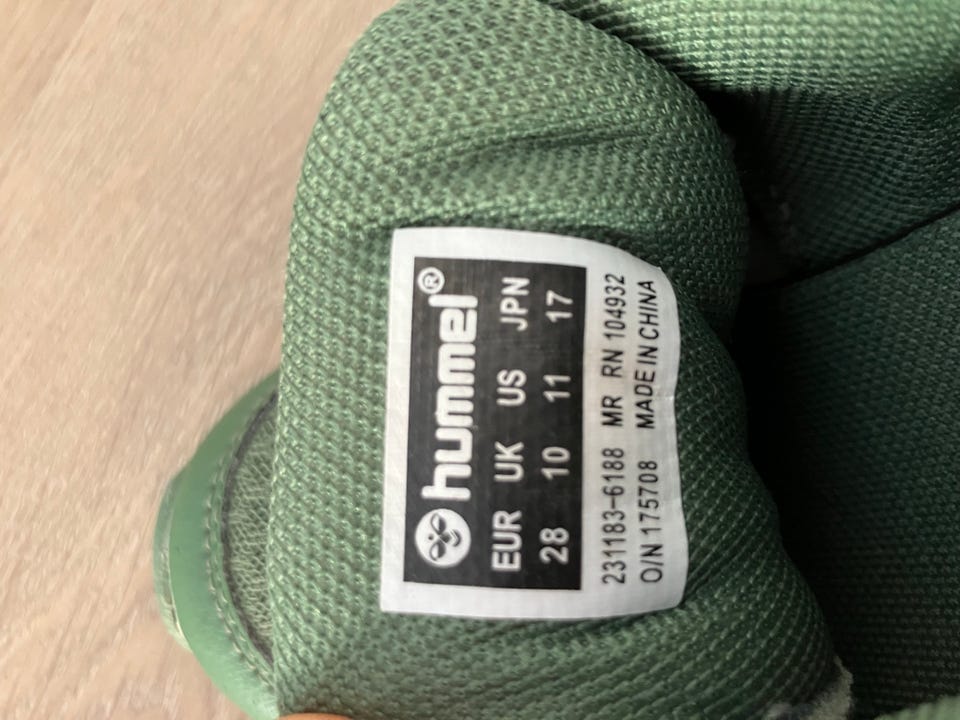 hummel®
EUR UK US JPN
28 10 11 17
231183-6188 MR RN 104932
O/N 175708 MADE IN CHINA